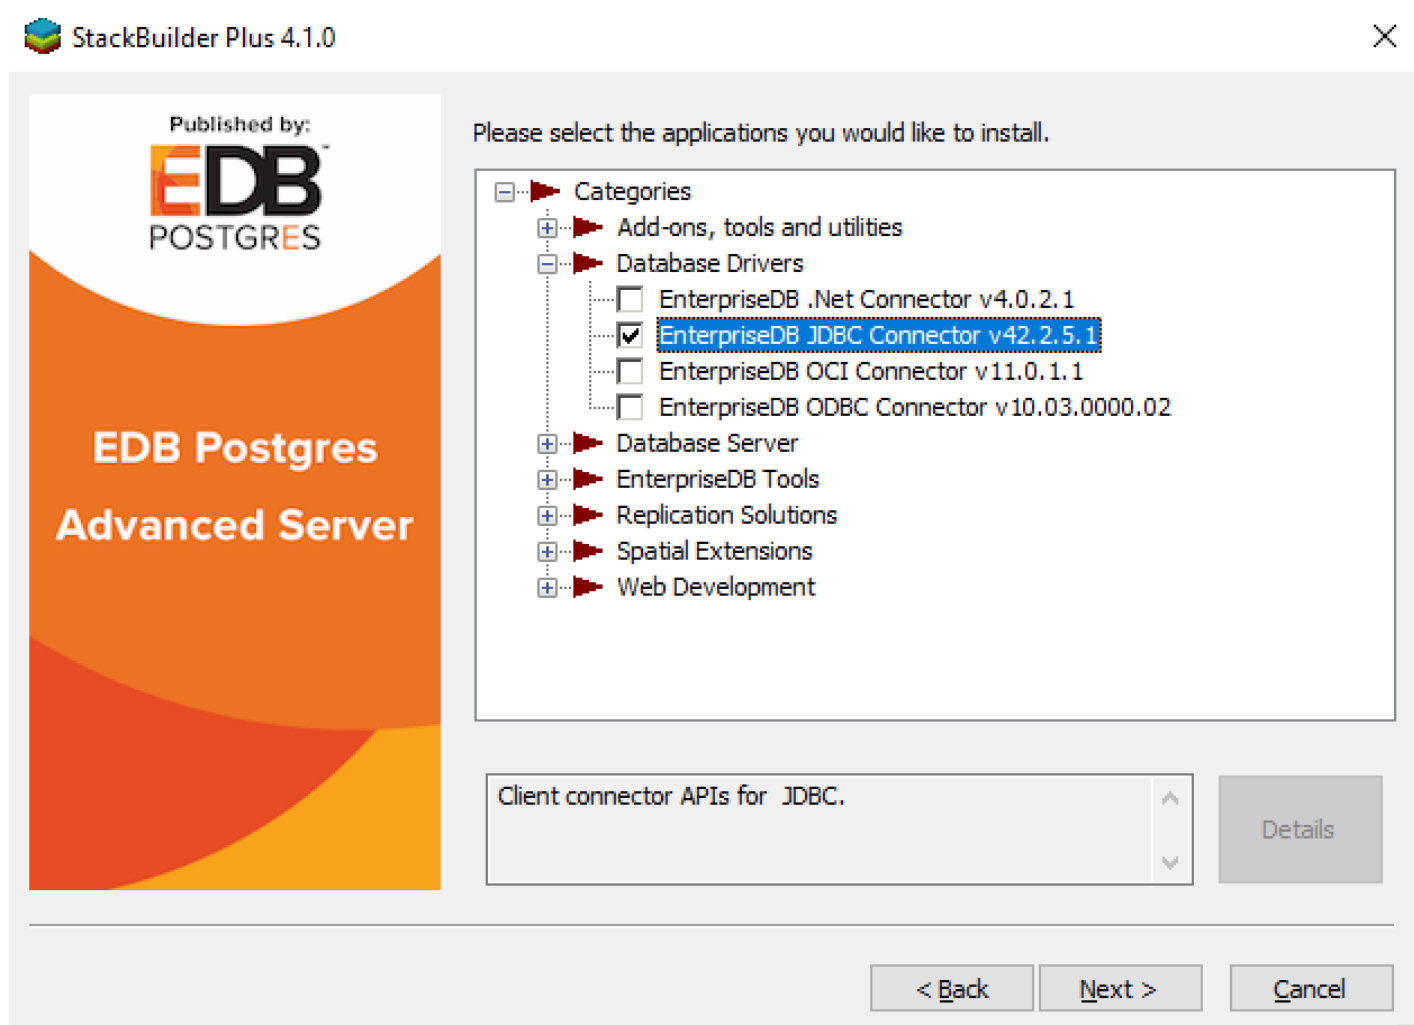 StackBuilder Plus 4.1.0
Published by:
EDB™
POSTGRES
EDB Postgres
Advanced Server
Please select the applications you would like to install.
Categories
Add-ons, tools and utilities
Database Drivers
EnterpriseDB .Net Connector v4.0.2.1
EnterpriseDB JDBC Connector v42.2.5.1
EnterpriseDB OCI Connector v11.0.1.1
EnterpriseDB ODBC Connector v10.03.0000.02
Database Server
EnterpriseDB Tools
Replication Solutions
Spatial Extensions
Web Development
Client connector APIs for  JDBC.
Details
< Back
Next >
Cancel